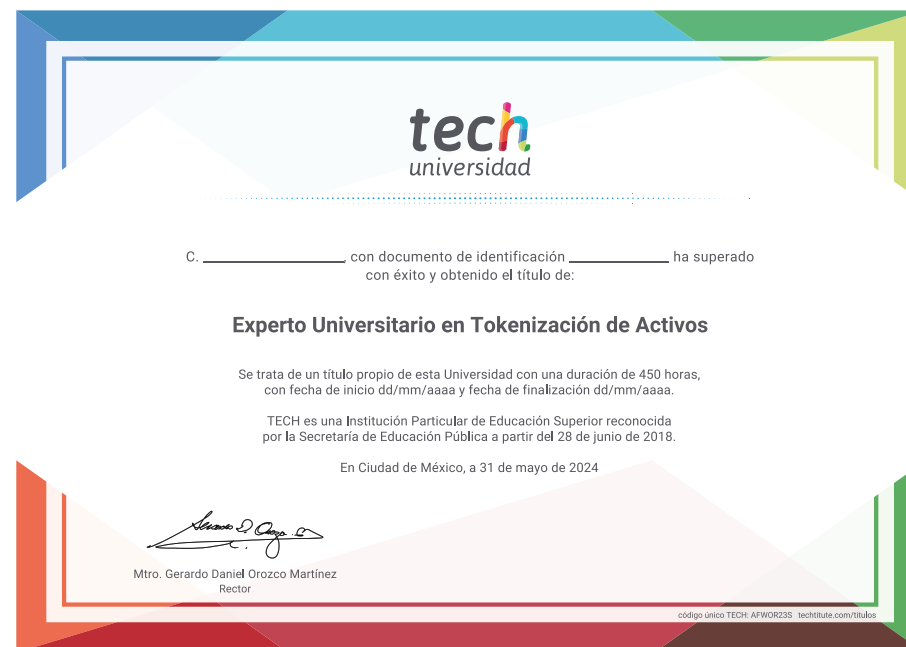 tech
universidad
C. ____________________, con documento de identificación ______________ ha superado
con éxito y obtenido el título de:
Experto Universitario en Tokenización de Activos
Se trata de un título propio de esta Universidad con una duración de 450 horas,
con fecha de inicio dd/mm/aaaa y fecha de finalización dd/mm/aaaa.
TECH es una Institución Particular de Educación Superior reconocida
por la Secretaría de Educación Pública a partir del 28 de junio de 2018.
En Ciudad de México, a 31 de mayo de 2024
Mtro. Gerardo Daniel Orozco Martínez
Rector
código único TECH: AFWOR23S techtitute.com/titulos